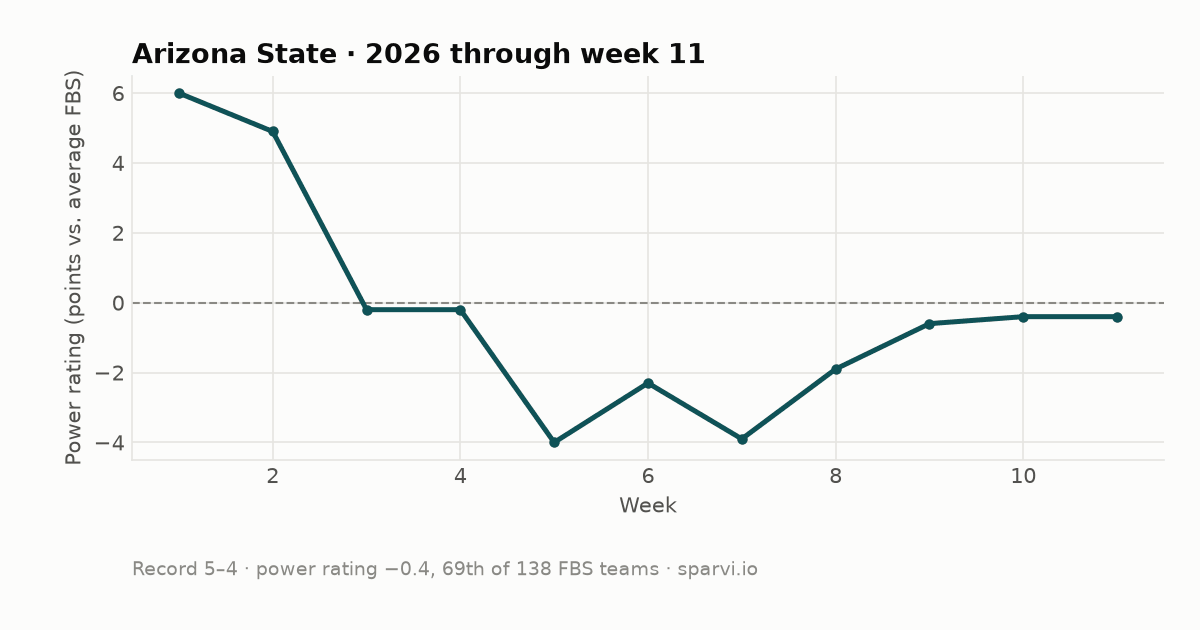 Arizona State · 2026 through week 11
Power rating (points vs. average FBS)
6
4
2
0
−2
−4
2 4 6 8 10
Week
Record 5–4 · power rating −0.4, 69th of 138 FBS teams · sparvi.io